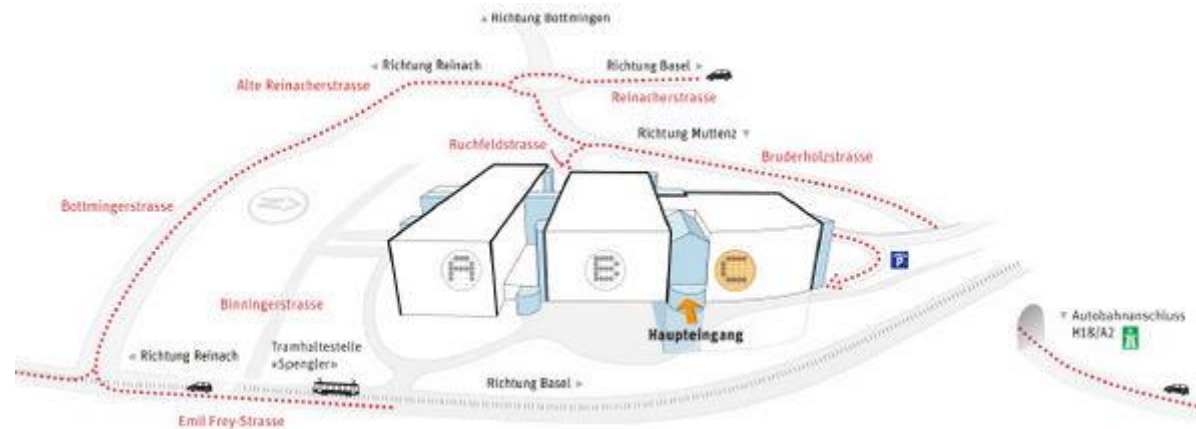 ▵ Richtung Bottmingen
◃ Richtung Reinach
Richtung Basel ▹
Alte Reinacherstrasse
Reinacherstrasse
Richtung Muttenz ▿
Ruchfeldstrasse
Bruderholzstrasse
Bottmingerstrasse
A
B
C
P
Binningerstrasse
Haupteingang
▿ Autobahnanschluss
H18/A2
◃ Richtung Reinach
Tramhaltestelle
«Spengler»
Richtung Basel ▹
Emil Frey-Strasse